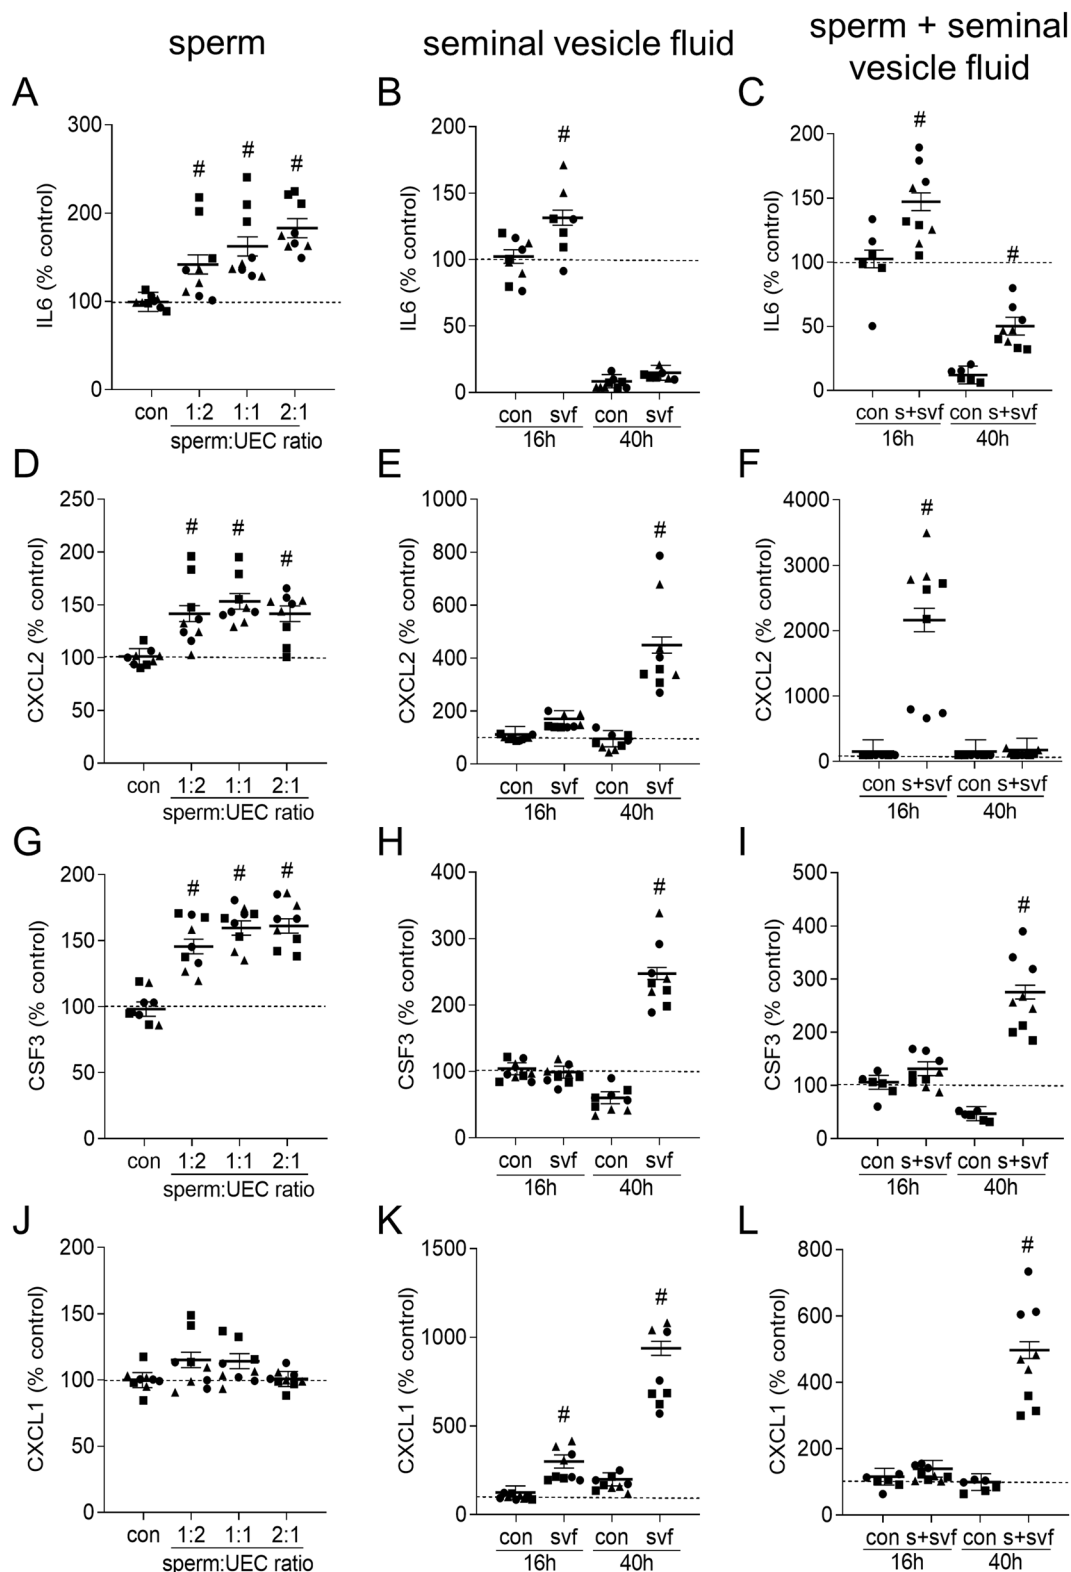 sperm
seminal vesicle fluid
sperm + seminal
vesicle fluid
A
300
200
100
0
IL6 (% control)
#
#
#
con
1:2
1:1
2:1
sperm:UEC ratio
B
200
150
100
50
0
IL6 (% control)
#
con
svf
con
svf
16h
40h
C
200
150
100
50
0
IL6 (% control)
#
#
con
s+svf
con
s+svf
16h
40h
D
250
200
150
100
50
0
CXCL2 (% control)
#
#
#
con
1:2
1:1
2:1
sperm:UEC ratio
E
1000
800
600
400
200
0
CXCL2 (% control)
#
con
svf
con
svf
16h
40h
F
4000
3000
2000
1000
0
CXCL2 (% control)
#
con
s+svf
con
s+svf
16h
40h
G
200
150
100
50
0
CSF3 (% control)
#
#
#
con
1:2
1:1
2:1
sperm:UEC ratio
H
400
300
200
100
0
CSF3 (% control)
#
con
svf
con
svf
16h
40h
I
500
400
300
200
100
0
CSF3 (% control)
#
con
s+svf
con
s+svf
16h
40h
J
200
150
100
50
0
CXCL1 (% control)
con
1:2
1:1
2:1
sperm:UEC ratio
K
1500
1000
500
0
CXCL1 (% control)
#
#
con
svf
con
svf
16h
40h
L
800
600
400
200
0
CXCL1 (% control)
#
con
s+svf
con
s+svf
16h
40h